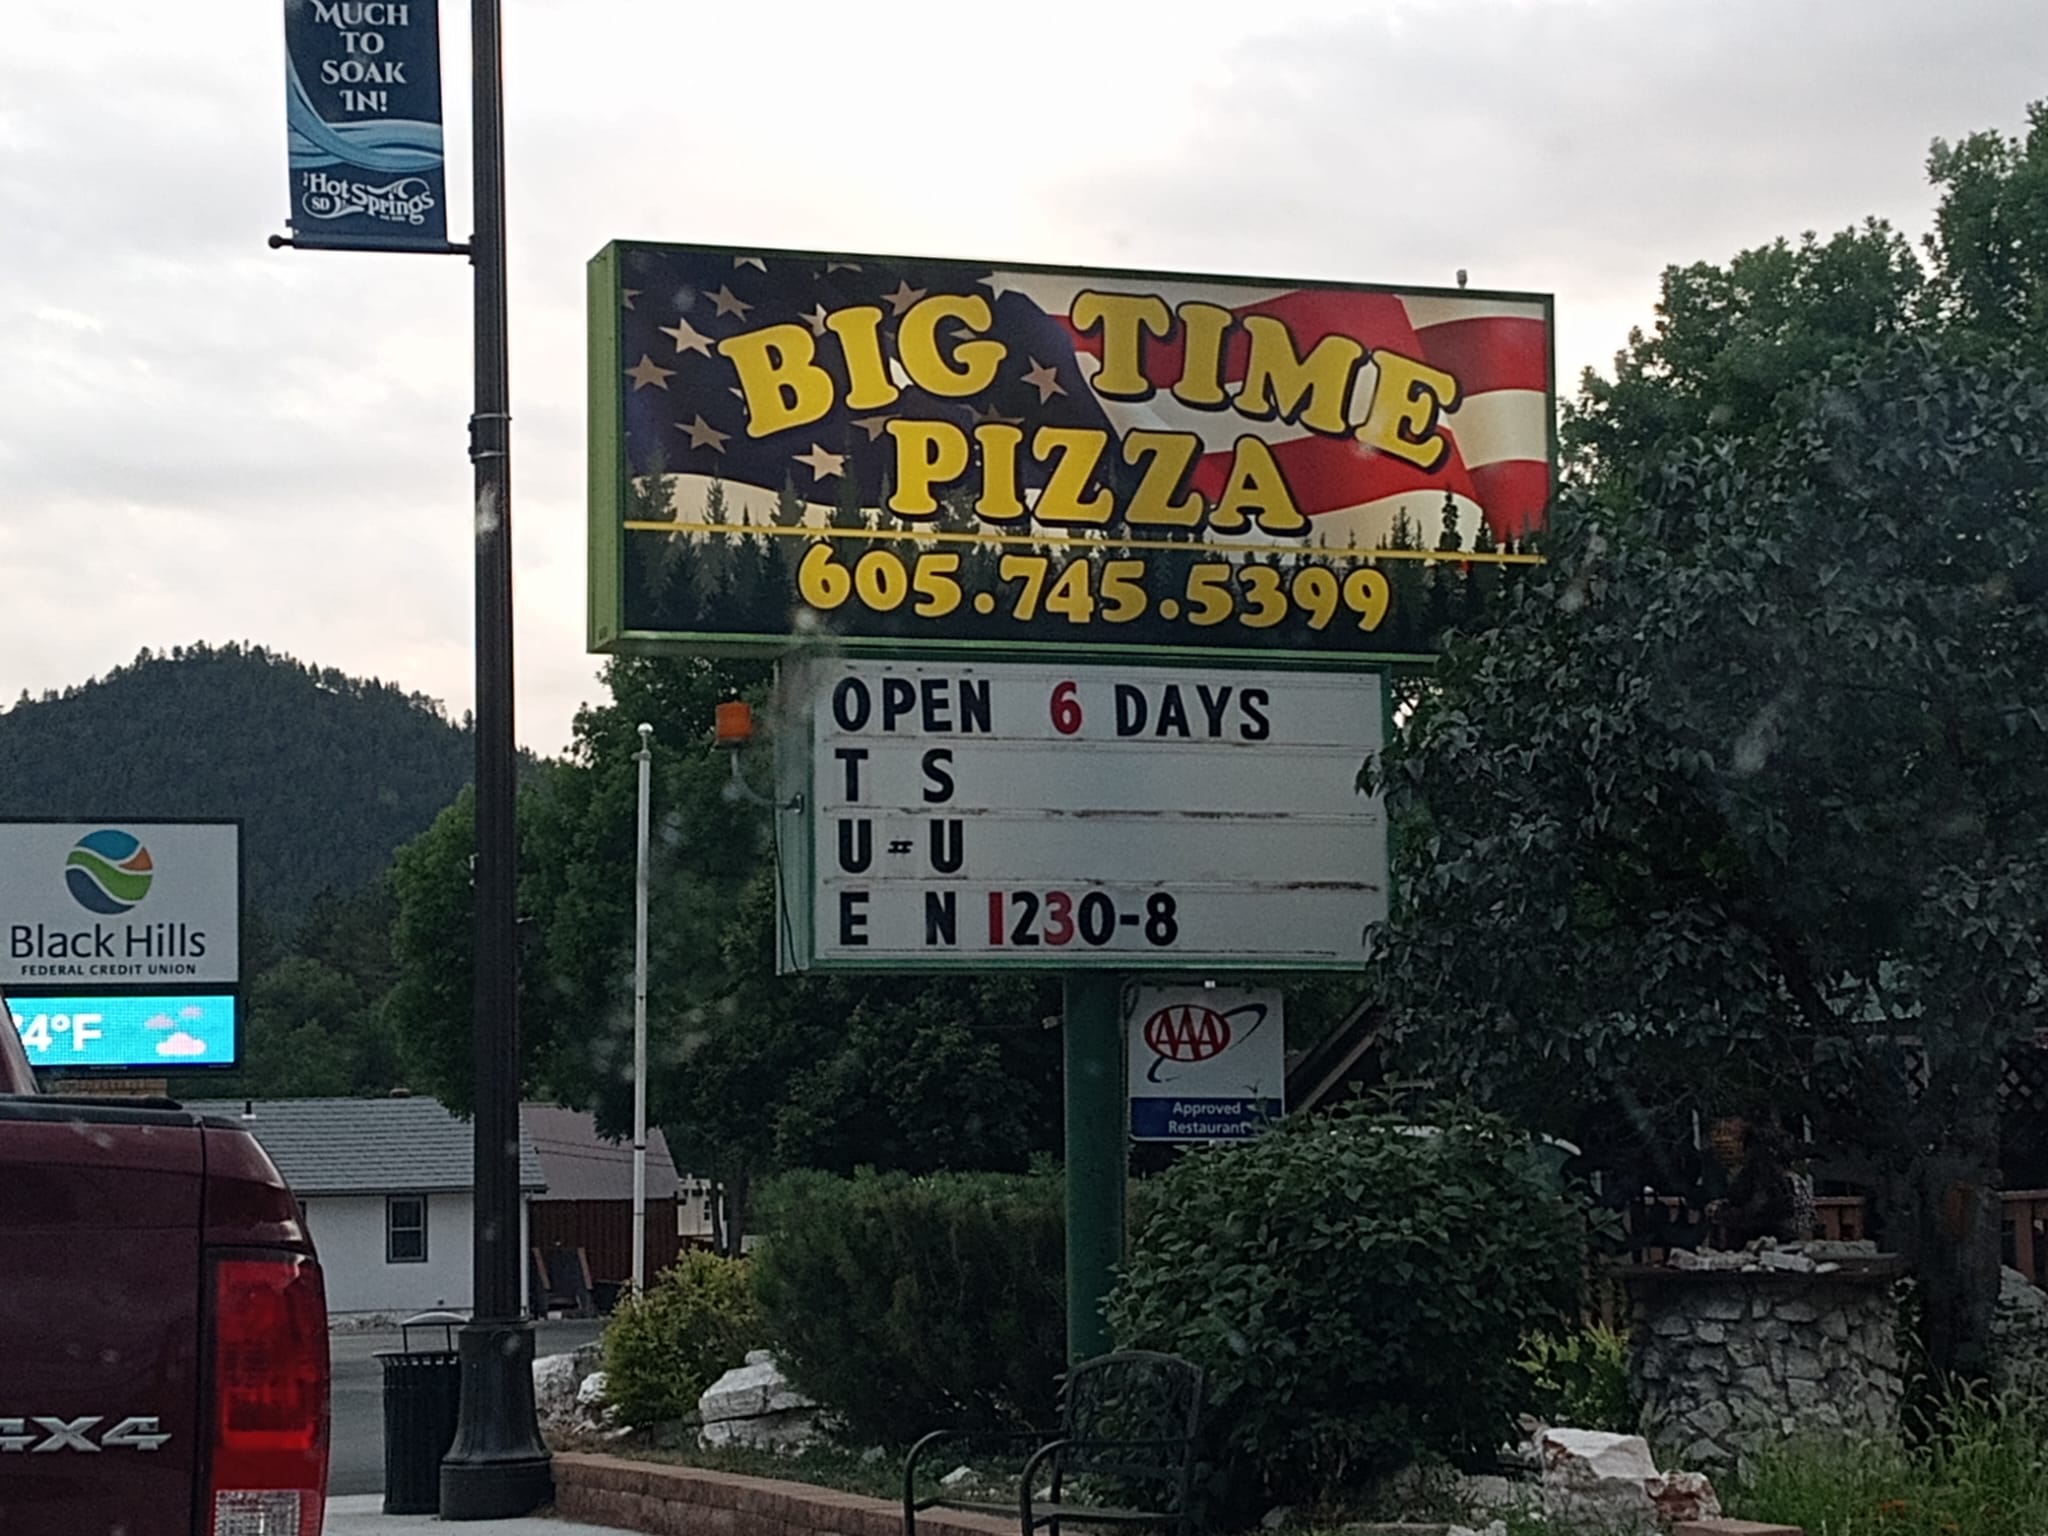 MUCH
TO
SOAK
IN!
Hot Springs
SD
BIG TIME
PIZZA
605.745.5399
OPEN 6 DAYS
T S
U-U
E N 1230-8
Black Hills
FEDERAL CREDIT UNION
4°F
AAA
Approved
Restaurant
4X4